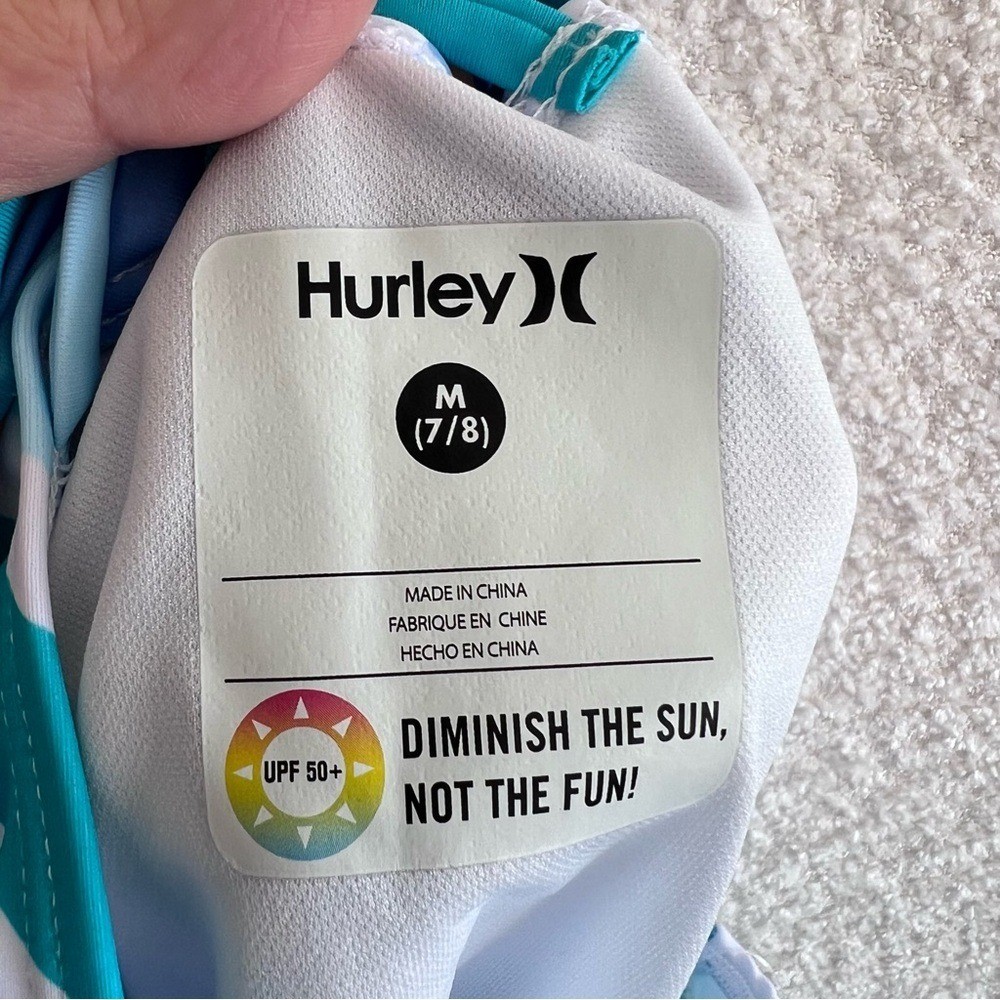 Hurley
M
(7/8)
MADE IN CHINA
FABRIQUE EN CHINE
HECHO EN CHINA
UPF 50+
DIMINISH THE SUN,
NOT THE FUN!